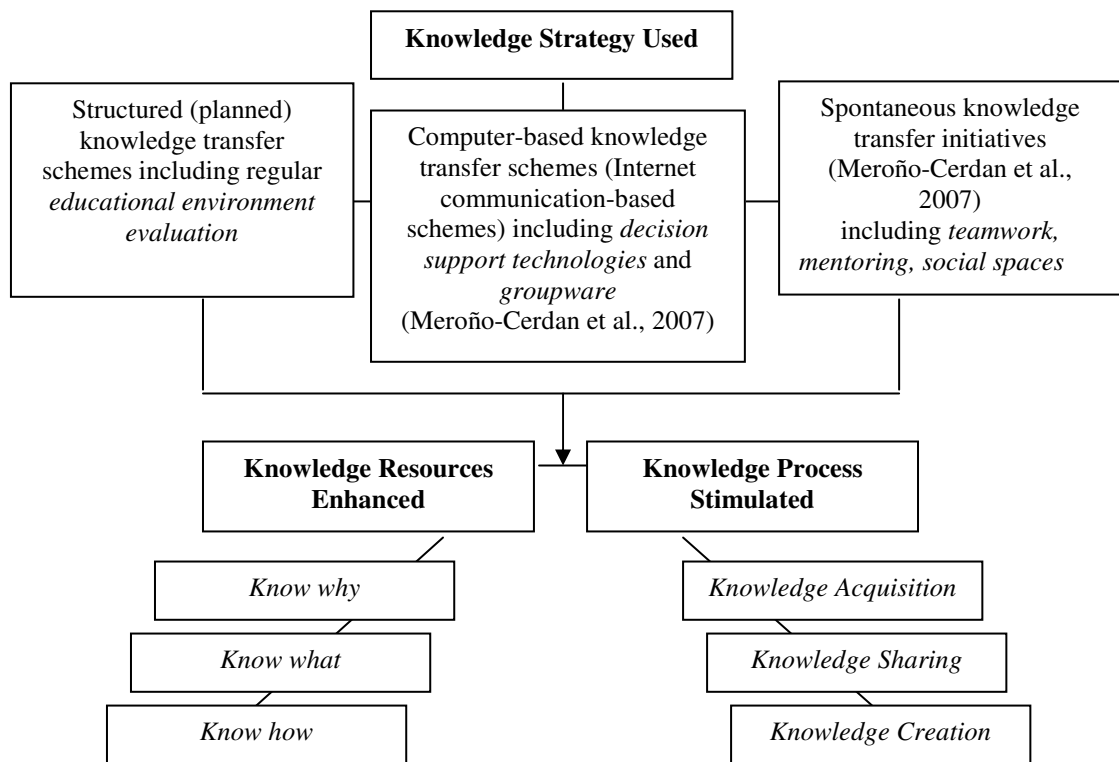 Knowledge Strategy Used
Structured (planned)
knowledge transfer
schemes including regular
educational environment
evaluation
Computer-based knowledge
transfer schemes (Internet
communication-based
schemes) including decision
support technologies and
groupware
(Meroño-Cerdan et al., 2007)
Spontaneous knowledge
transfer initiatives
(Meroño-Cerdan et al.,
2007)
including teamwork,
mentoring, social spaces
Knowledge Resources
Enhanced
Knowledge Process
Stimulated
Know why
Know what
Know how
Knowledge Acquisition
Knowledge Sharing
Knowledge Creation